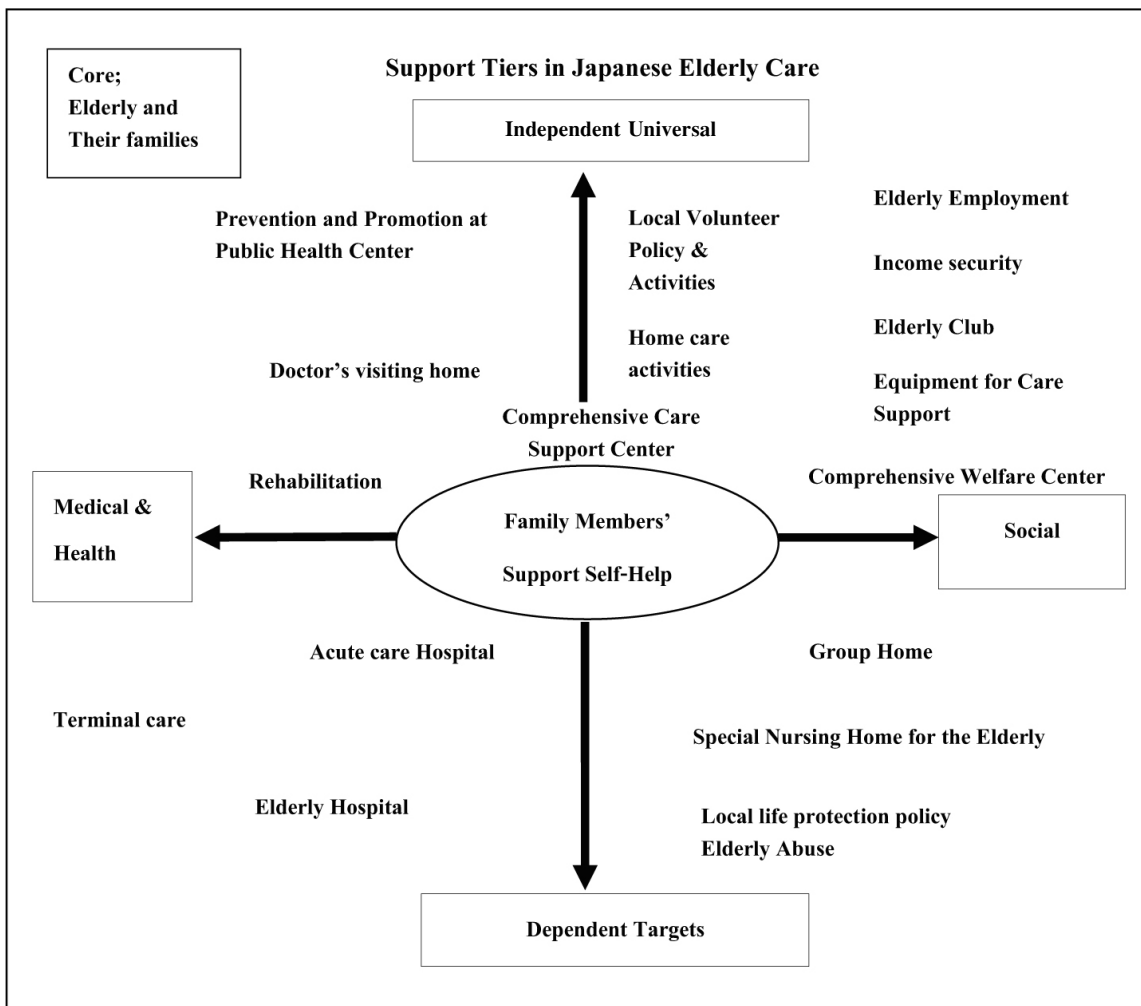 Core;
Elderly and
Their families
Support Tiers in Japanese Elderly Care
Independent Universal
Prevention and Promotion at
Public Health Center
Local Volunteer
Policy &
Activities
Elderly Employment
Income security
Elderly Club
Home care
activities
Doctor’s visiting home
Equipment for Care
Support
Comprehensive Care
Support Center
Rehabilitation
Comprehensive Welfare Center
Medical &
Health
Family Members’
Support Self-Help
Social
Acute care Hospital
Group Home
Terminal care
Special Nursing Home for the Elderly
Elderly Hospital
Local life protection policy
Elderly Abuse
Dependent Targets